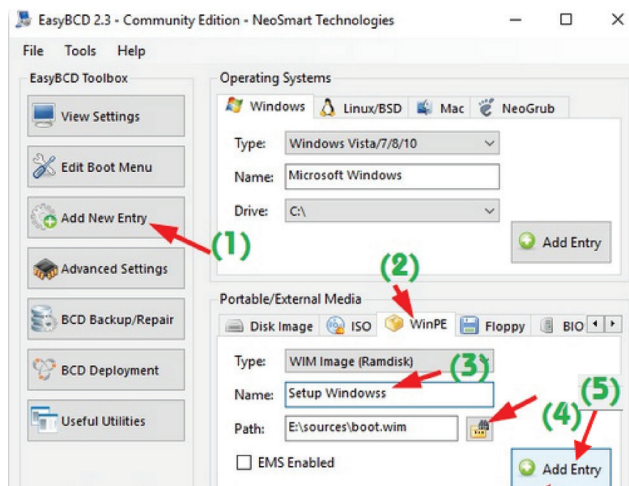 EasyBCD 2.3 - Community Edition - NeoSmart Technologies
File Tools Help
EasyBCD Toolbox
View Settings
Edit Boot Menu
Add New Entry
(1)
Advanced Settings
BCD Backup/Repair
BCD Deployment
Useful Utilities
Operating Systems
Windows Linux/BSD Mac NeoGrub
Type: Windows Vista/7/8/10
Name: Microsoft Windows
Drive: C:\
Add Entry
(2)
Portable/External Media
Disk Image ISO WinPE Floppy BIO
Type: WIM Image (Ramdisk)
(3)
Name: Setup Windowss
(5)
Path: E:\sources\boot.wim
(4)
EMS Enabled
Add Entry